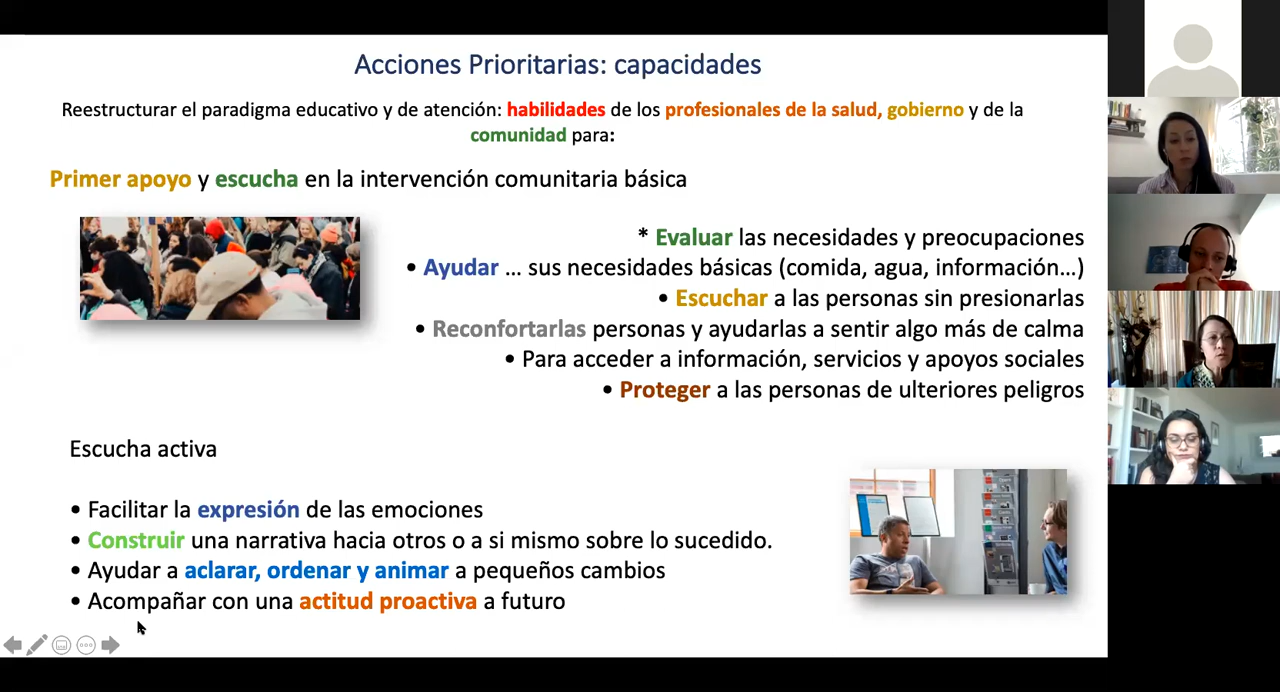 Acciones Prioritarias: capacidades
Reestructurar el paradigma educativo y de atención: habilidades de los profesionales de la salud, gobierno y de la
comunidad para:
Primer apoyo y escucha en la intervención comunitaria básica
* Evaluar las necesidades y preocupaciones
• Ayudar ... sus necesidades básicas (comida, agua, información...)
• Escuchar a las personas sin presionarlas
• Reconfortarlas personas y ayudarlas a sentir algo más de calma
• Para acceder a información, servicios y apoyos sociales
• Proteger a las personas de ulteriores peligros
Escucha activa
• Facilitar la expresión de las emociones
• Construir una narrativa hacia otros o a si mismo sobre lo sucedido.
• Ayudar a aclarar, ordenar y animar a pequeños cambios
• Acompañar con una actitud proactiva a futuro